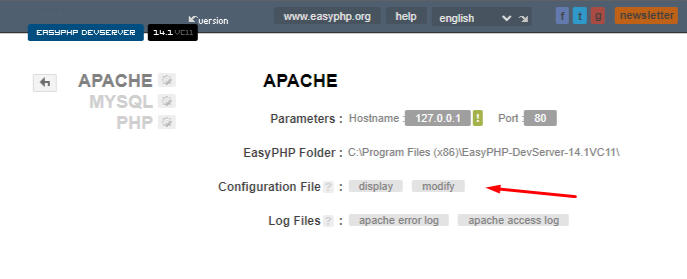 version
www.easyphp.org help english f t g newsletter
EASYPHP DEVSERVER 14.1 VC11
APACHE
MYSQL
PHP
APACHE
Parameters : Hostname : 127.0.0.1 ! Port : 80
EasyPHP Folder : C:\Program Files (x86)\EasyPHP-DevServer-14.1VC11\
Configuration File ? : display modify
Log Files ? : apache error log apache access log